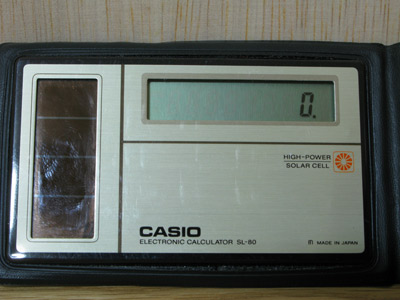 0.
HIGH-POWER
SOLAR CELL
CASIO
ELECTRONIC CALCULATOR SL-80
MADE IN JAPAN